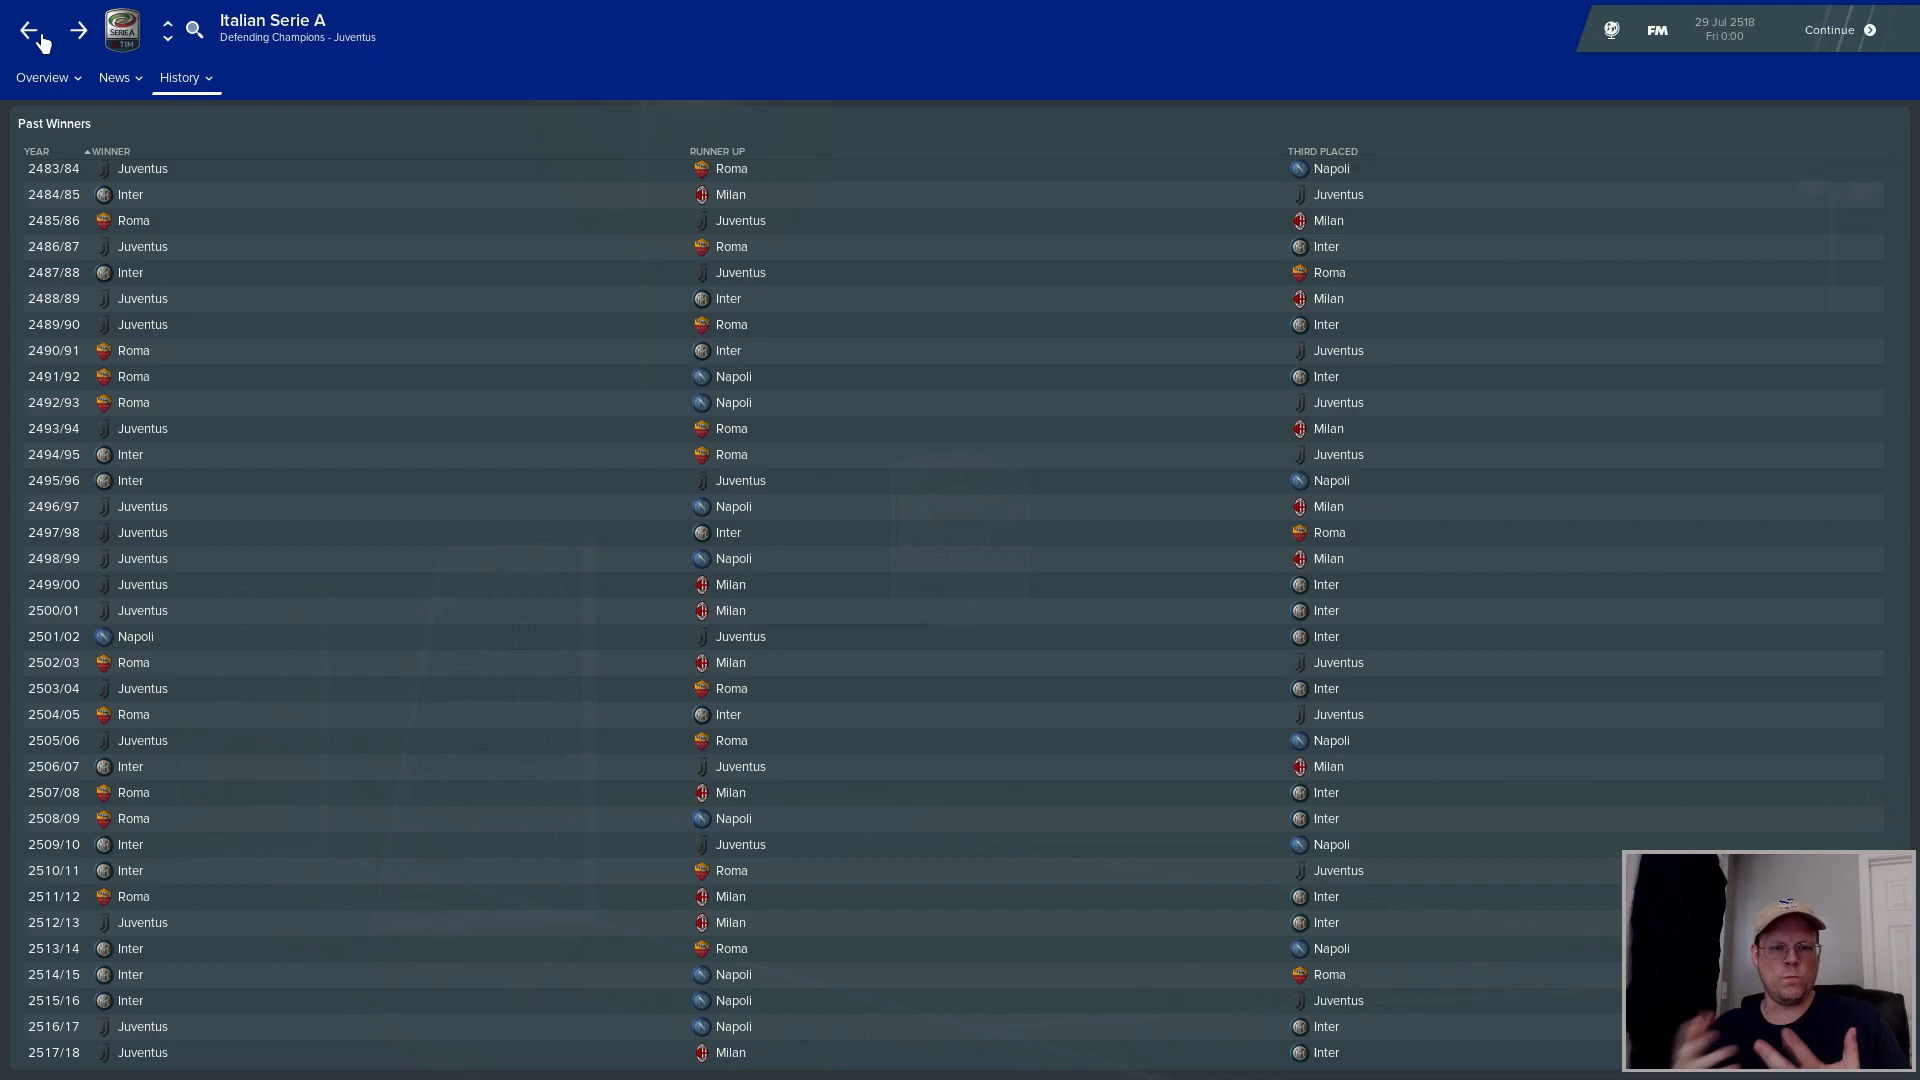 Italian Serie A
Defending Champions - Juventus
SERIE A
TIM
FM
29 Jul 2518
Fri 0:00
Continue
Overview
News
History
Past Winners
YEAR WINNER RUNNER UP THIRD PLACED
2483/84 Juventus Roma Napoli
2484/85 Inter Milan Juventus
2485/86 Roma Juventus Milan
2486/87 Juventus Roma Inter
2487/88 Inter Juventus Roma
2488/89 Juventus Inter Milan
2489/90 Juventus Roma Inter
2490/91 Roma Inter Juventus
2491/92 Roma Napoli Inter
2492/93 Roma Napoli Juventus
2493/94 Juventus Roma Milan
2494/95 Inter Roma Juventus
2495/96 Inter Juventus Napoli
2496/97 Juventus Napoli Milan
2497/98 Juventus Inter Roma
2498/99 Juventus Napoli Milan
2499/00 Juventus Milan Inter
2500/01 Juventus Milan Inter
2501/02 Napoli Juventus Inter
2502/03 Roma Milan Juventus
2503/04 Juventus Roma Inter
2504/05 Roma Inter Juventus
2505/06 Juventus Roma Napoli
2506/07 Inter Juventus Milan
2507/08 Roma Milan Inter
2508/09 Roma Napoli Inter
2509/10 Inter Juventus Napoli
2510/11 Inter Roma Juventus
2511/12 Roma Milan Inter
2512/13 Juventus Milan Inter
2513/14 Inter Roma Napoli
2514/15 Inter Napoli Roma
2515/16 Inter Napoli Juventus
2516/17 Juventus Napoli Inter
2517/18 Juventus Milan Inter